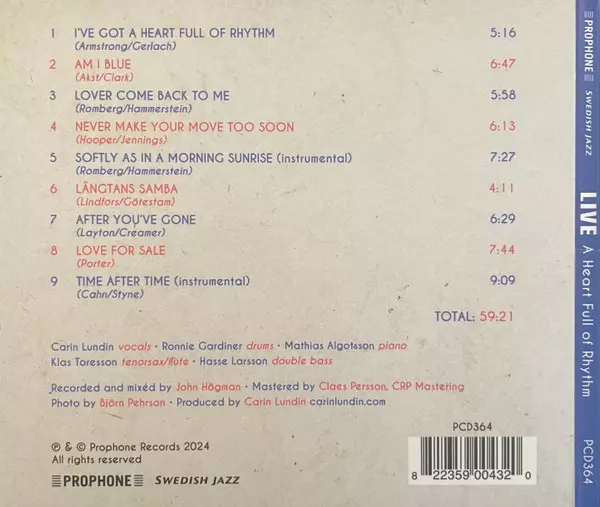 1 I'VE GOT A HEART FULL OF RHYTHM 5:16
(Armstrong/Gerlach)
2 AM I BLUE 6:47
(Akst/Clark)
3 LOVER COME BACK TO ME 5:58
(Romberg/Hammerstein)
4 NEVER MAKE YOUR MOVE TOO SOON 6:13
(Hooper/Jennings)
5 SOFTLY AS IN A MORNING SUNRISE (instrumental) 7:27
(Romberg/Hammerstein)
6 LÄNGTANS SAMBA 4:11
(Lindfors/Götestam)
7 AFTER YOU'VE GONE 6:29
(Layton/Creamer)
8 LOVE FOR SALE 7:44
(Porter)
9 TIME AFTER TIME (instrumental) 9:09
(Cahn/Styne)
TOTAL: 59:21
Carin Lundin vocals • Ronnie Gardiner drums • Mathias Algotsson piano
Klas Toresson tenorsax/flute • Hasse Larsson double bass
Recorded and mixed by John Högman • Mastered by Claes Persson, CRP Mastering
Photo by Björn Pehrson • Produced by Carin Lundin carinlundin.com
℗ & © Prophone Records 2024
All rights reserved
PROPHONE SWEDISH JAZZ
PCD364
8 22359 00432 0
PROPHONE SWEDISH JAZZ LIVE A Heart Full of Rhythm PCD364